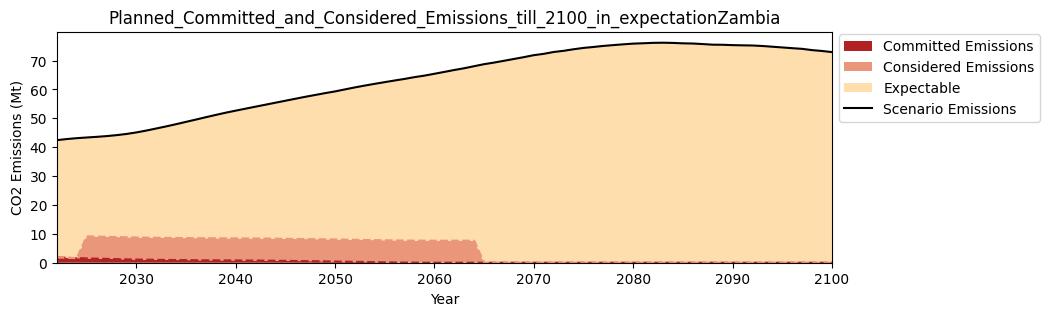 Planned_Committed_and_Considered_Emissions_till_2100_in_expectationZambia
Committed Emissions
Considered Emissions
Expectable
Scenario Emissions
CO2 Emissions (Mt)
70
60
50
40
30
20
10
0
2030 2040 2050 2060 2070 2080 2090 2100
Year